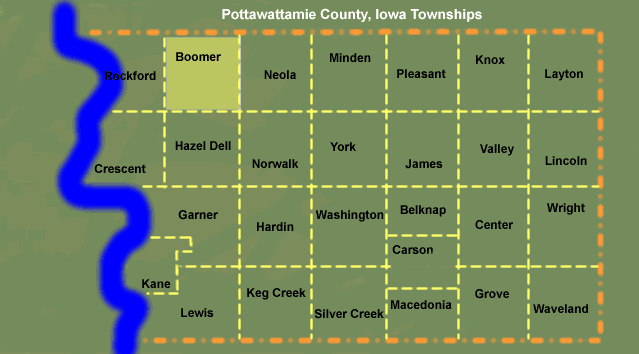 Pottawattamie County, Iowa Townships
Rockford
Boomer
Neola
Minden
Pleasant
Knox
Layton
Crescent
Hazel Dell
Norwalk
York
James
Valley
Lincoln
Garner
Hardin
Washington
Belknap
Center
Wright
Carson
Kane
Lewis
Keg Creek
Silver Creek
Macedonia
Grove
Waveland